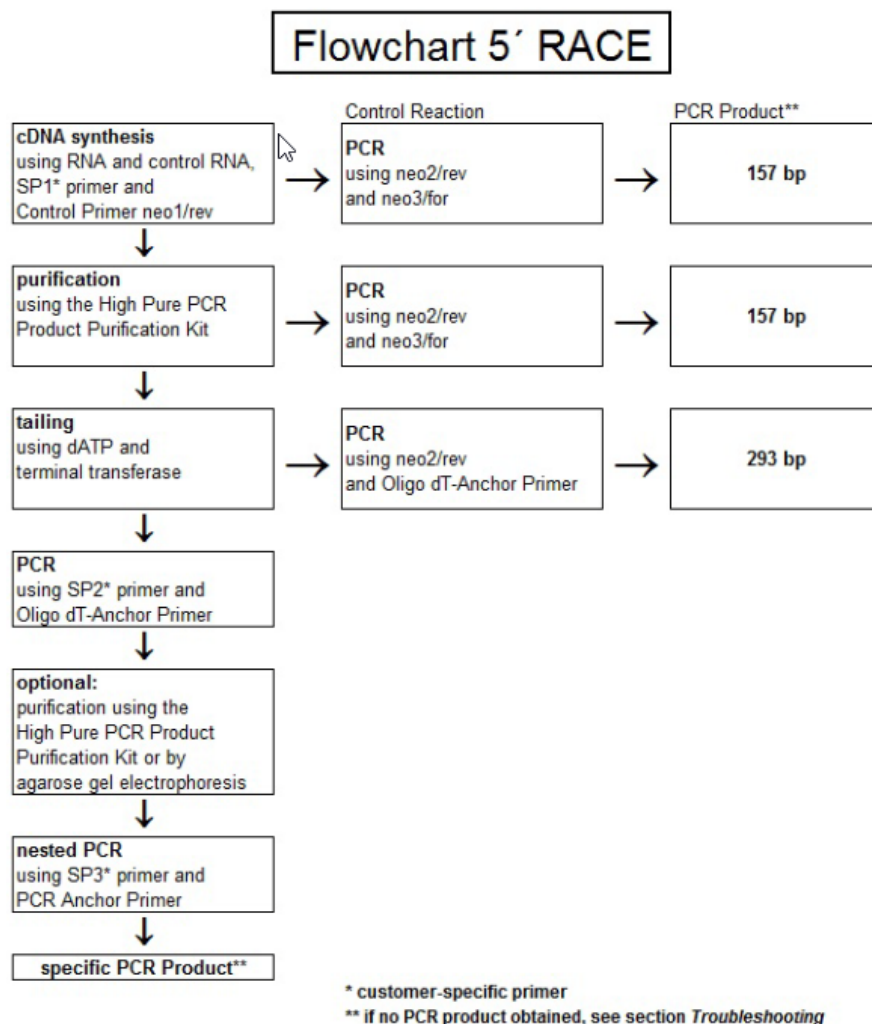 Flowchart 5´ RACE
Control Reaction
PCR Product**
cDNA synthesis
using RNA and control RNA,
SP1* primer and
Control Primer neo1/rev
PCR
using neo2/rev
and neo3/for
157 bp
purification
using the High Pure PCR
Product Purification Kit
PCR
using neo2/rev
and neo3/for
157 bp
tailing
using dATP and
terminal transferase
PCR
using neo2/rev
and Oligo dT-Anchor Primer
293 bp
PCR
using SP2* primer and
Oligo dT-Anchor Primer
optional:
purification using the
High Pure PCR Product
Purification Kit or by
agarose gel electrophoresis
nested PCR
using SP3* primer and
PCR Anchor Primer
specific PCR Product**
* customer-specific primer
** if no PCR product obtained, see section Troubleshooting